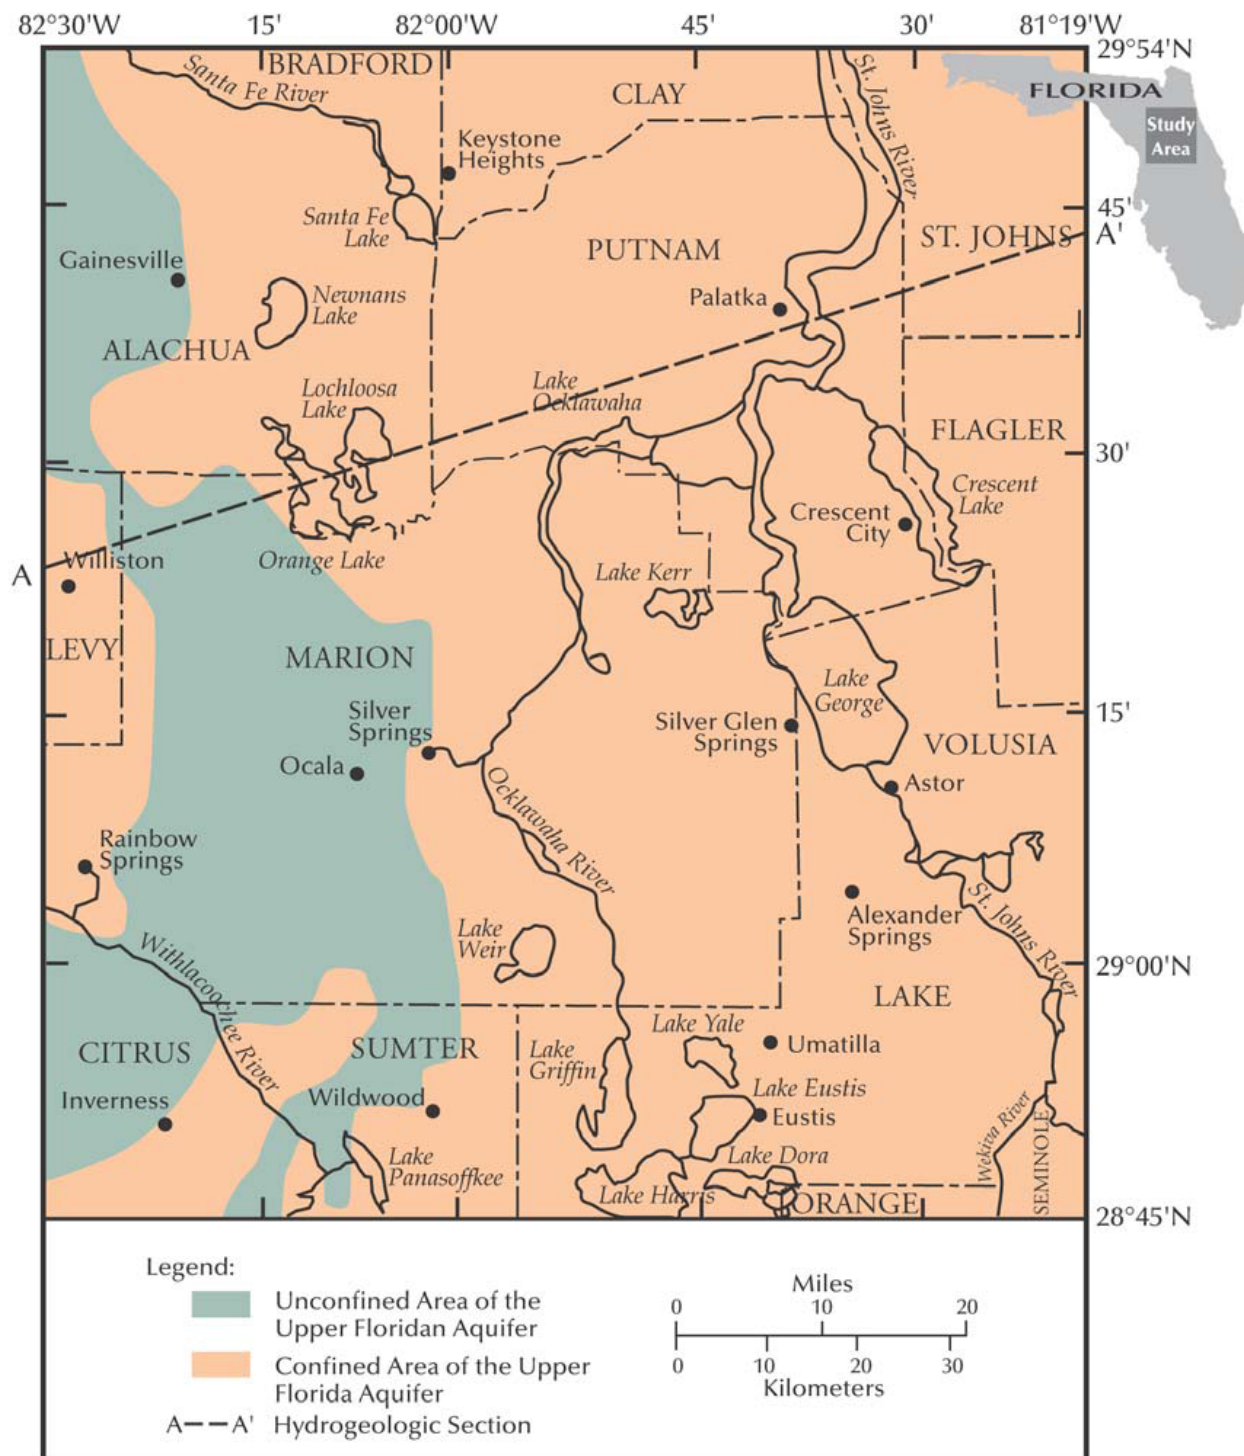 82°30'W 15' 82°00'W 45' 30' 81°19'W
29°54'N
BRADFORD
Santa Fe River
CLAY
St. Johns River
FLORIDA
Study
Area
Keystone
Heights
Santa Fe
Lake
45'
ST. JOHNS
A'
PUTNAM
Gainesville
Newnans
Lake
Palatka
ALACHUA
Lochloosa
Lake
Lake
Ocklawaha
FLAGLER
30'
Crescent
Lake
Crescent
City
Orange Lake
A
Williston
Lake Kerr
LEVY
MARION
Lake
George
Silver
Springs
Silver Glen
Springs
15'
VOLUSIA
Ocala
Astor
Ocklawaha River
Rainbow
Springs
Alexander
Springs
St. Johns River
Lake
Weir
Withlacoochee River
29°00'N
LAKE
Lake Yale
CITRUS
SUMTER
Lake
Griffin
Umatilla
Inverness
Wildwood
Lake Eustis
Eustis
Lake
Panasoffkee
Lake Dora
Wekiva River
SEMINOLE
Lake Harris
ORANGE
28°45'N
Legend:
Unconfined Area of the
Upper Floridan Aquifer
Confined Area of the Upper
Florida Aquifer
A A' Hydrogeologic Section
Miles
0 10 20
0 10 20 30
Kilometers